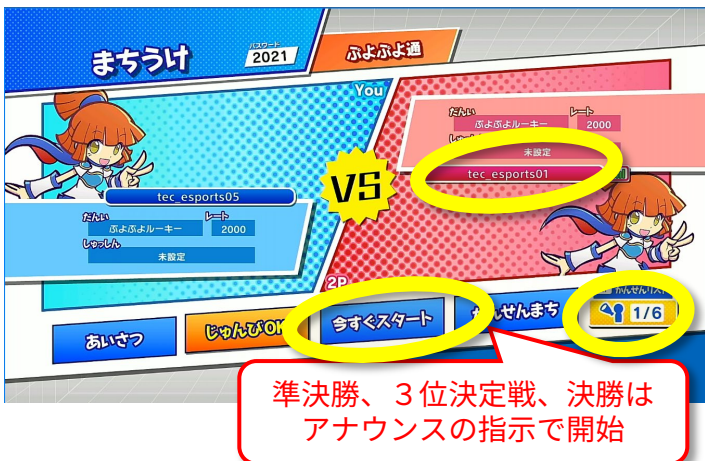 まちうけ
パスワード
2021
ぷよぷよ通
You
だんい
レート
ぷよぷよルーキー
2000
未設定
tec_esports01
VS
tec_esports05
だんい
レート
ぷよぷよルーキー
2000
しゅっしん
未設定
2P
あいさつ
じゅんびOK
今すぐスタート
んせんまち
1/6
準決勝、３位決定戦、決勝は
アナウンスの指示で開始